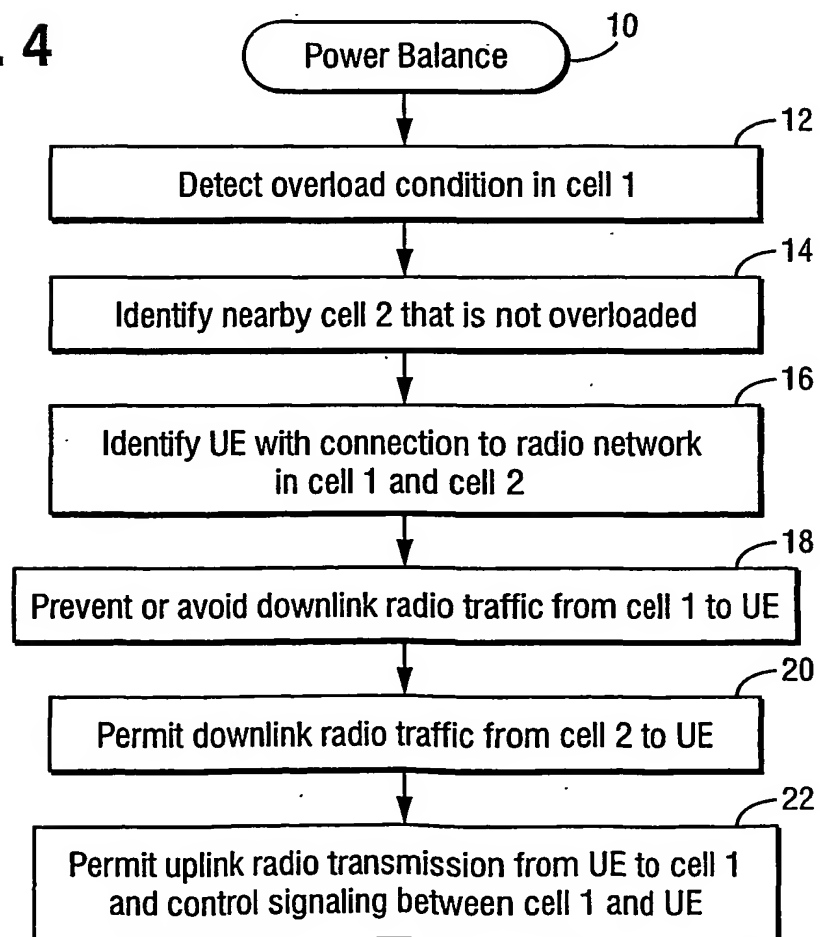 . 4
Power Balance
10
12
Detect overload condition in cell 1
14
Identify nearby cell 2 that is not overloaded
16
Identify UE with connection to radio network
in cell 1 and cell 2
18
Prevent or avoid downlink radio traffic from cell 1 to UE
20
Permit downlink radio traffic from cell 2 to UE
22
Permit uplink radio transmission from UE to cell 1
and control signaling between cell 1 and UE